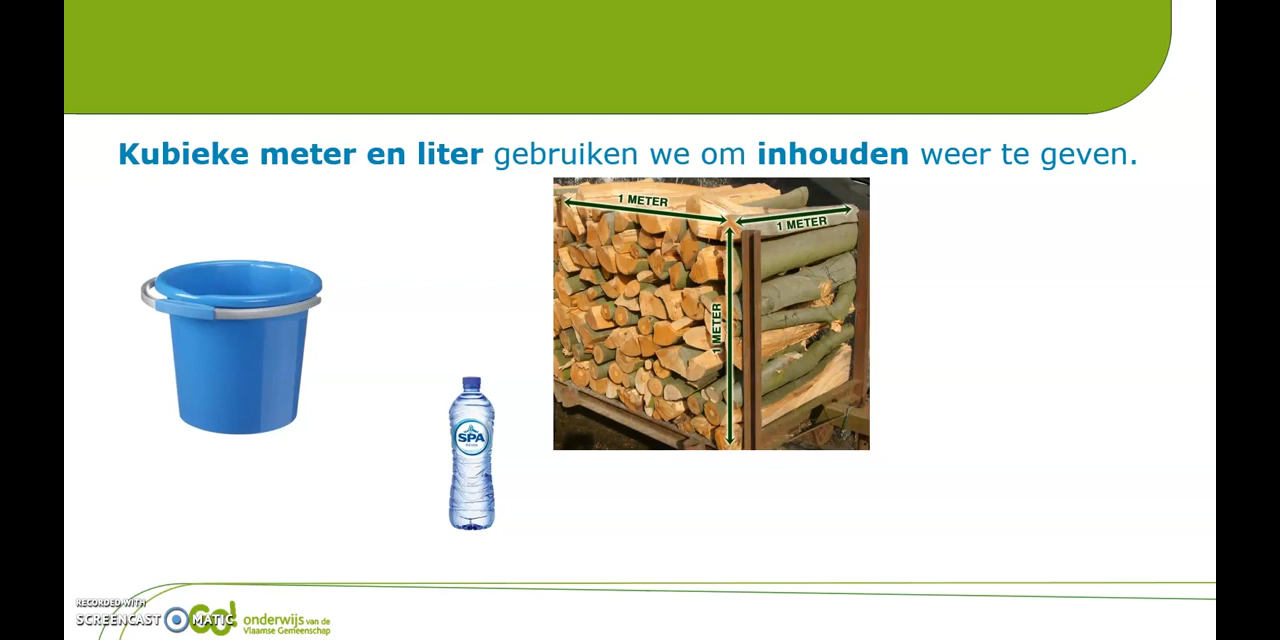 Kubieke meter en liter gebruiken we om inhouden weer te geven.
1 METER
1 METER
1 METER
SPA
RECORDED WITH
SCREENCAST MATIC
GO! onderwijs van de
Vlaamse Gemeenschap